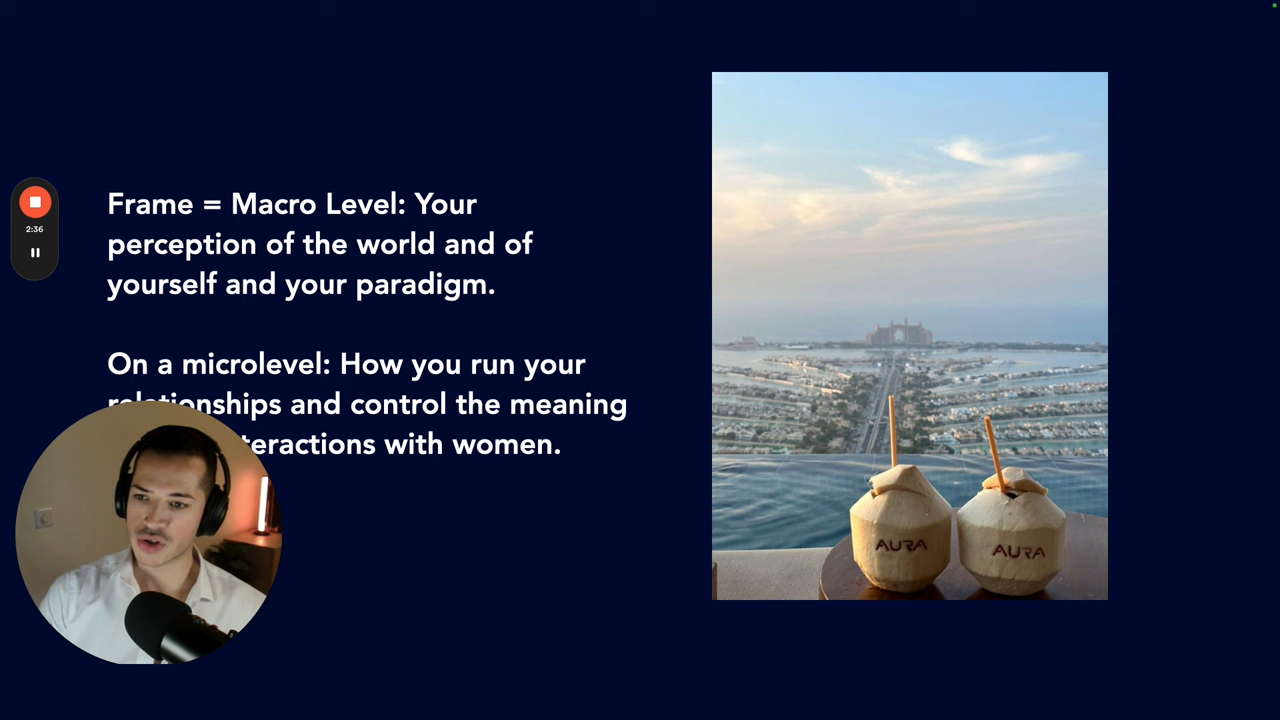 Frame = Macro Level: Your
perception of the world and of
yourself and your paradigm.
On a microlevel: How you run your
relationships and control the meaning
interactions with women.
2:36
AURA
AURA